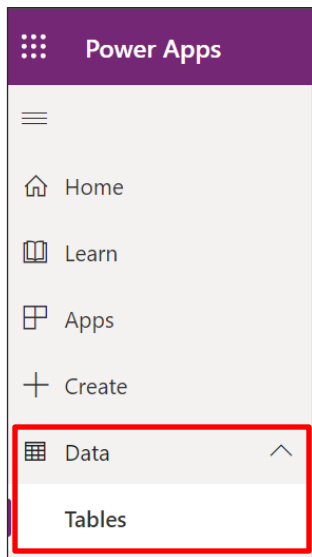 Power Apps
Home
Learn
Apps
Create
Data
Tables